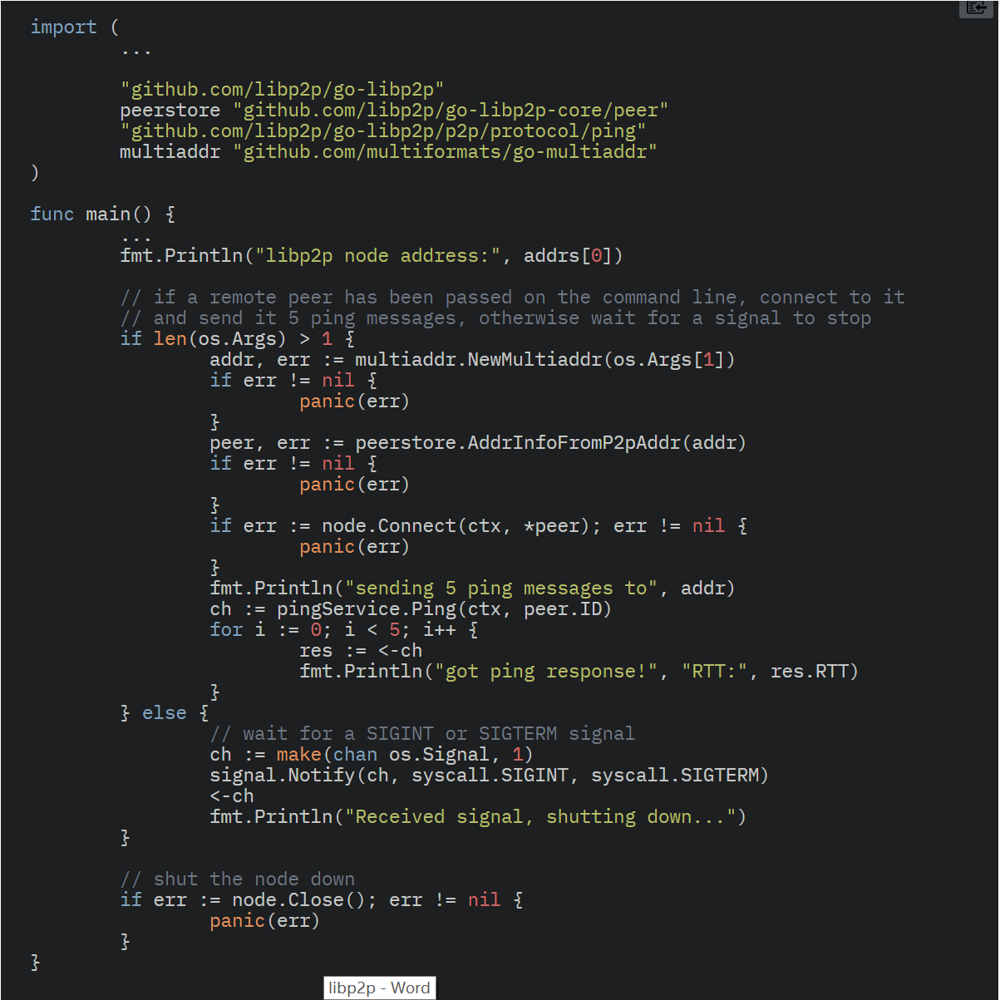 import (
...
"github.com/libp2p/go-libp2p"
peerstore "github.com/libp2p/go-libp2p-core/peer"
"github.com/libp2p/go-libp2p/p2p/protocol/ping"
multiaddr "github.com/multiformats/go-multiaddr"
)
func main() {
...
fmt.Println("libp2p node address:", addrs[0])
// if a remote peer has been passed on the command line, connect to it
// and send it 5 ping messages, otherwise wait for a signal to stop
if len(os.Args) > 1 {
addr, err := multiaddr.NewMultiaddr(os.Args[1])
if err != nil {
panic(err)
}
peer, err := peerstore.AddrInfoFromP2pAddr(addr)
if err != nil {
panic(err)
}
if err := node.Connect(ctx, *peer); err != nil {
panic(err)
}
fmt.Println("sending 5 ping messages to", addr)
ch := pingService.Ping(ctx, peer.ID)
for i := 0; i < 5; i++ {
res := <-ch
fmt.Println("got ping response!", "RTT:", res.RTT)
}
} else {
// wait for a SIGINT or SIGTERM signal
ch := make(chan os.Signal, 1)
signal.Notify(ch, syscall.SIGINT, syscall.SIGTERM)
<-ch
fmt.Println("Received signal, shutting down...")
}
// shut the node down
if err := node.Close(); err != nil {
panic(err)
}
}
libp2p - Word